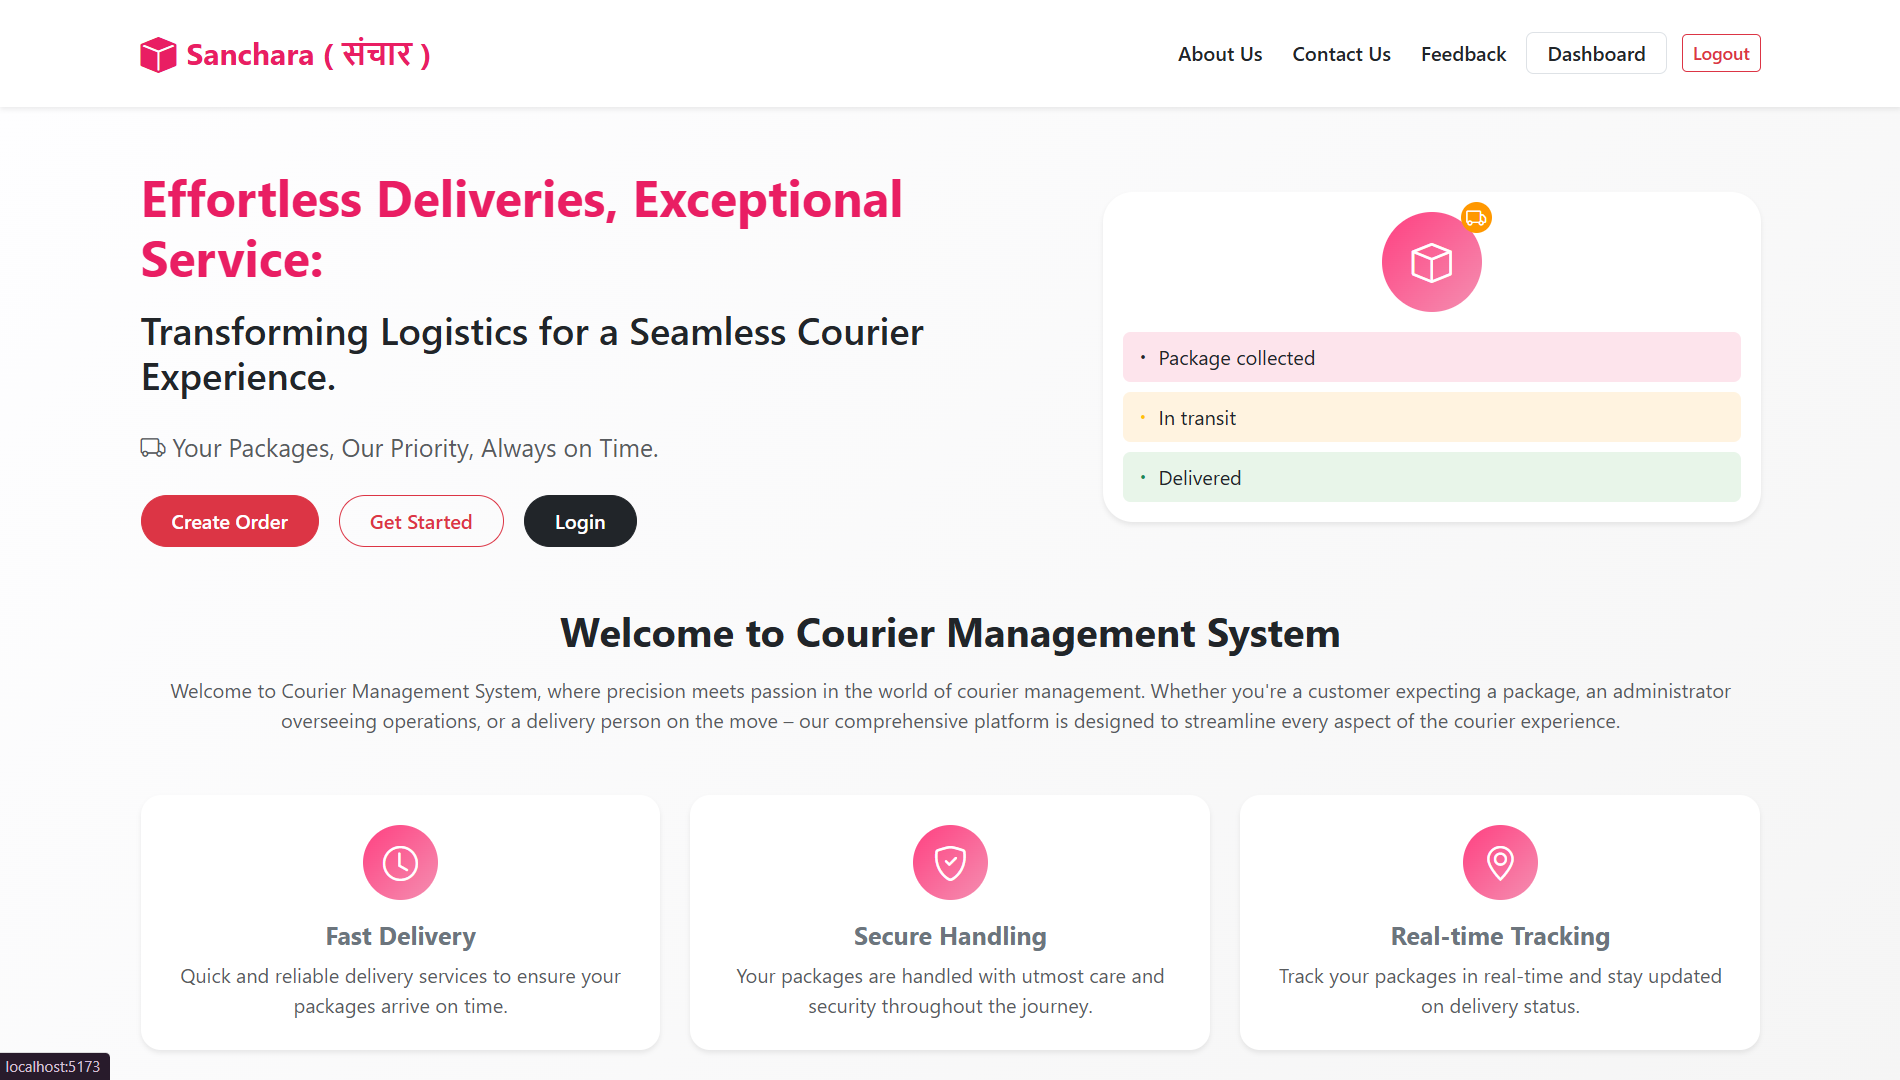 Sanchara ( संचार )
About Us
Contact Us
Feedback
Dashboard
Logout
Effortless Deliveries, Exceptional
Service:
Transforming Logistics for a Seamless Courier
Experience.
Your Packages, Our Priority, Always on Time.
Create Order
Get Started
Login
• Package collected
• In transit
• Delivered
Welcome to Courier Management System
Welcome to Courier Management System, where precision meets passion in the world of courier management. Whether you're a customer expecting a package, an administrator
overseeing operations, or a delivery person on the move – our comprehensive platform is designed to streamline every aspect of the courier experience.
Fast Delivery
Quick and reliable delivery services to ensure your
packages arrive on time.
Secure Handling
Your packages are handled with utmost care and
security throughout the journey.
Real-time Tracking
Track your packages in real-time and stay updated
on delivery status.
localhost:5173